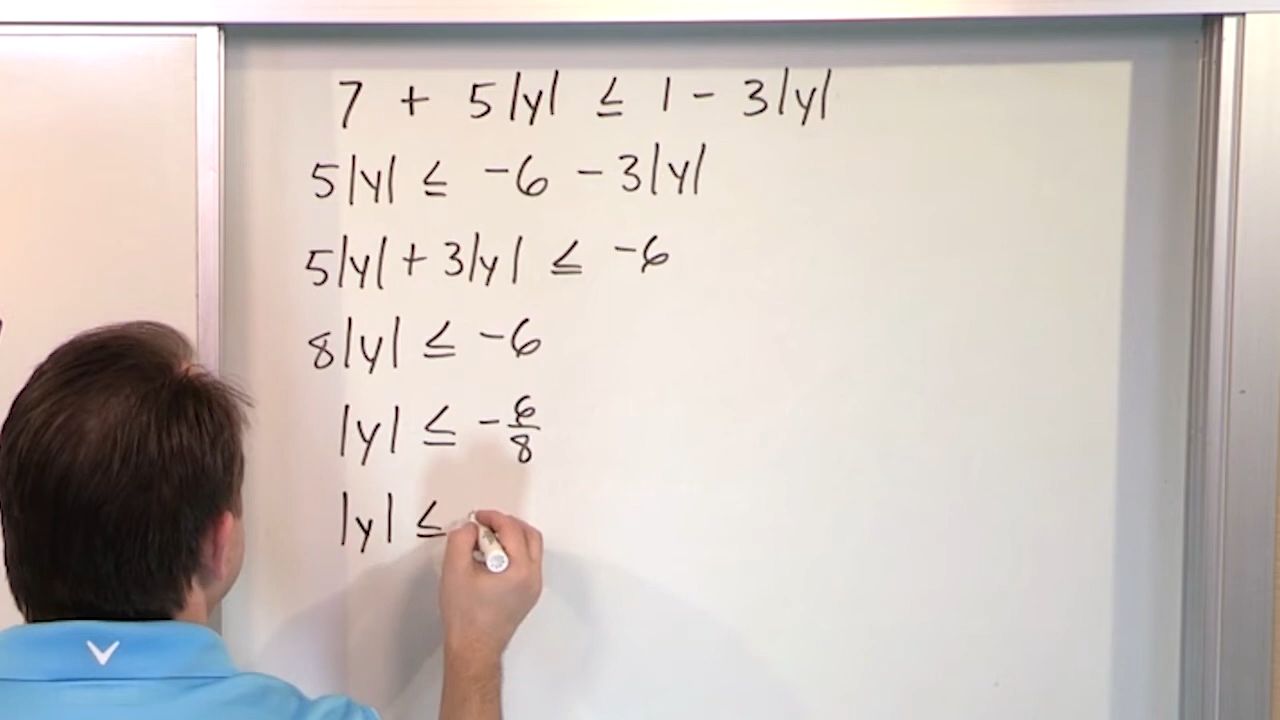 7 + 5|y| ≤ 1 - 3|y|
5|y| ≤ -6 - 3|y|
5|y| + 3|y| ≤ -6
8|y| ≤ -6
|y| ≤ -6/8
|y| ≤